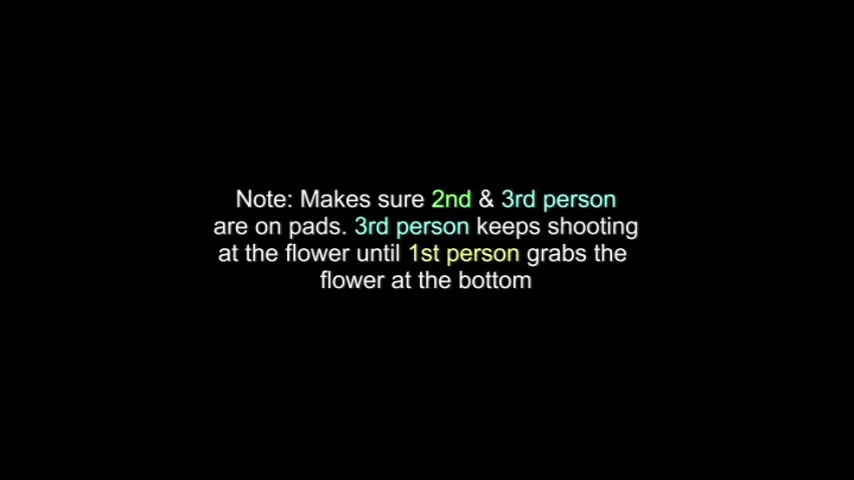 Note: Makes sure 2nd & 3rd person
are on pads. 3rd person keeps shooting
at the flower until 1st person grabs the
flower at the bottom